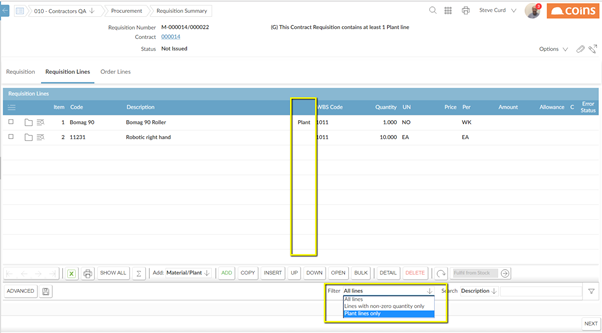 010 - Contractors QA
Procurement
Requisition Summary
Steve Curd
coins
Requisition Number M-000014/000022
(G) This Contract Requisition contains at least 1 Plant line
Contract 000014
Status Not Issued
Options
Requisition Requisition Lines Order Lines
Requisition Lines
Item Code Description WBS Code Quantity UN Price Per Amount Allowance C Error Status
1 Bomag 90 Bomag 90 Roller Plant 1011 1.000 NO WK
2 11231 Robotic right hand 1011 10.000 EA EA
SHOW ALL Σ Add: Material/Plant ADD COPY INSERT UP DOWN OPEN BULK DETAIL DELETE
ADVANCED
Filter All lines
Search Description
All lines
Lines with non-zero quantity only
Plant lines only
NEXT